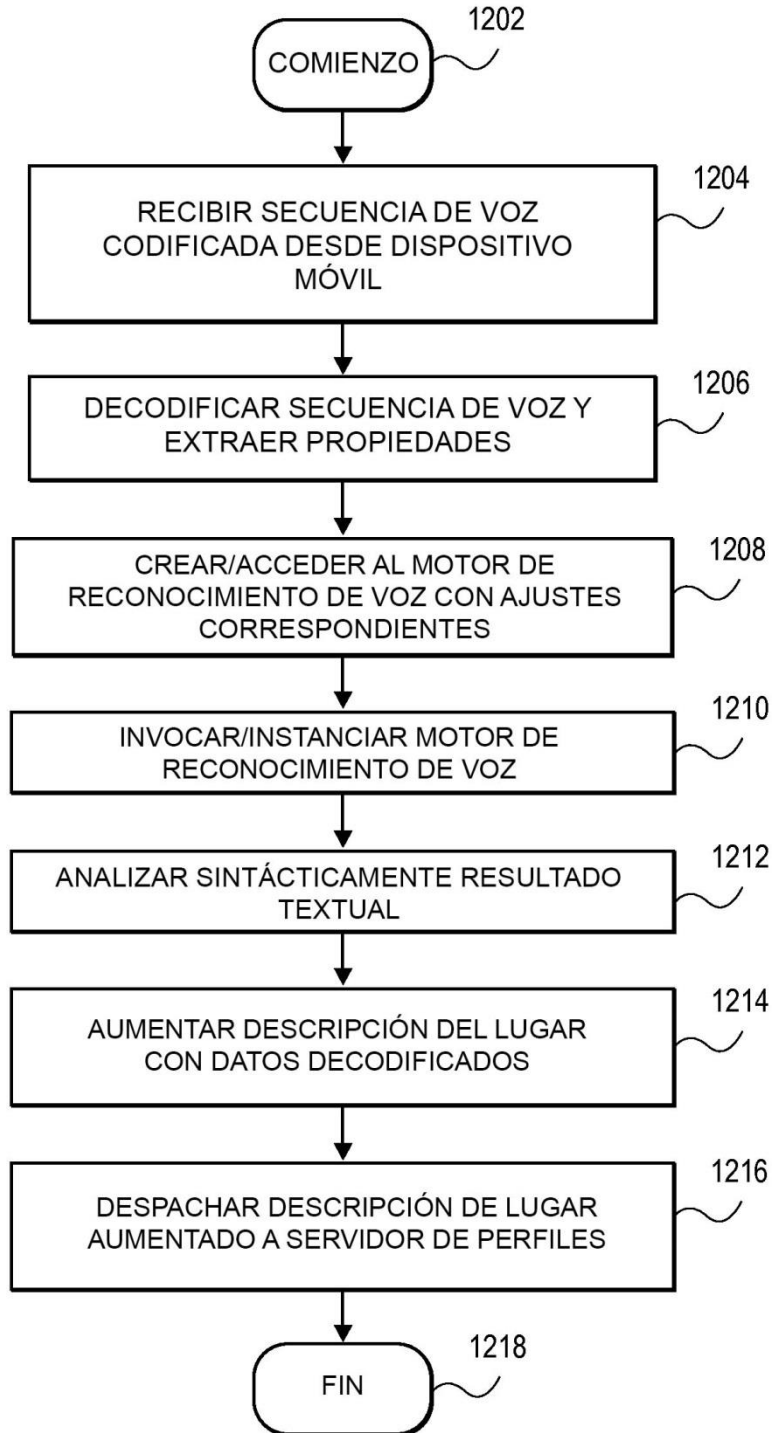 COMIENZO
1202
RECIBIR SECUENCIA DE VOZ
CODIFICADA DESDE DISPOSITIVO
MÓVIL
1204
DECODIFICAR SECUENCIA DE VOZ Y
EXTRAER PROPIEDADES
1206
CREAR/ACCEDER AL MOTOR DE
RECONOCIMIENTO DE VOZ CON AJUSTES
CORRESPONDIENTES
1208
INVOCAR/INSTANCIAR MOTOR DE
RECONOCIMIENTO DE VOZ
1210
ANALIZAR SINTÁCTICAMENTE RESULTADO
TEXTUAL
1212
AUMENTAR DESCRIPCIÓN DEL LUGAR
CON DATOS DECODIFICADOS
1214
DESPACHAR DESCRIPCIÓN DE LUGAR
AUMENTADO A SERVIDOR DE PERFILES
1216
FIN
1218